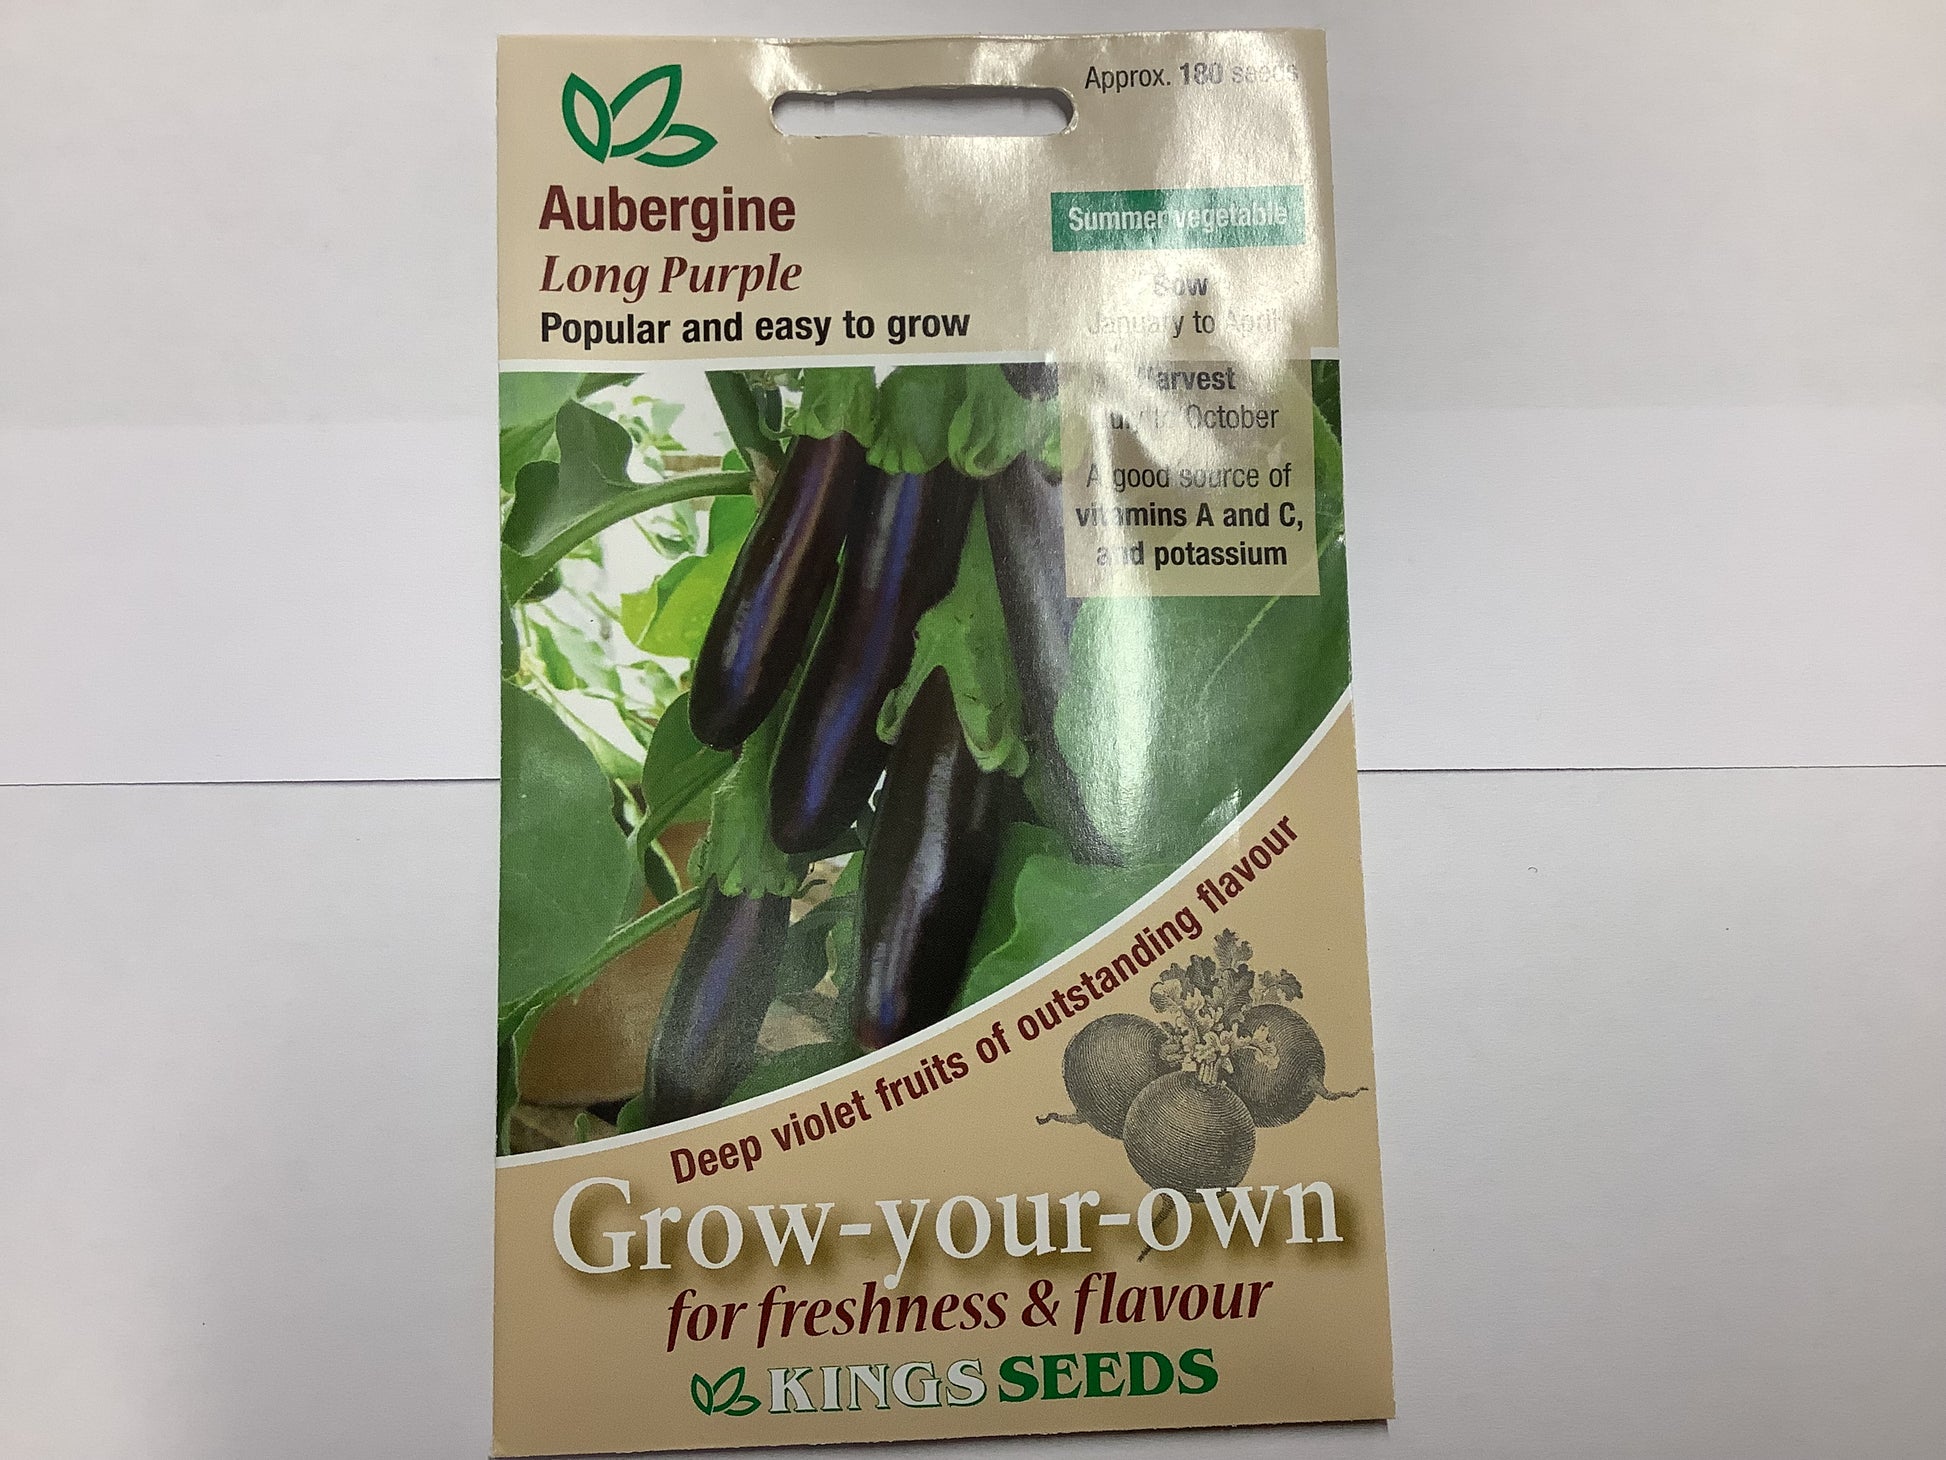 Approx. 180 seeds
Aubergine
Long Purple
Popular and easy to grow
Summer vegetable
Sow
January to April
Harvest
July to October
A good source of
vitamins A and C,
and potassium
Deep violet fruits of outstanding flavour
Grow-your-own
for freshness & flavour
KINGS SEEDS